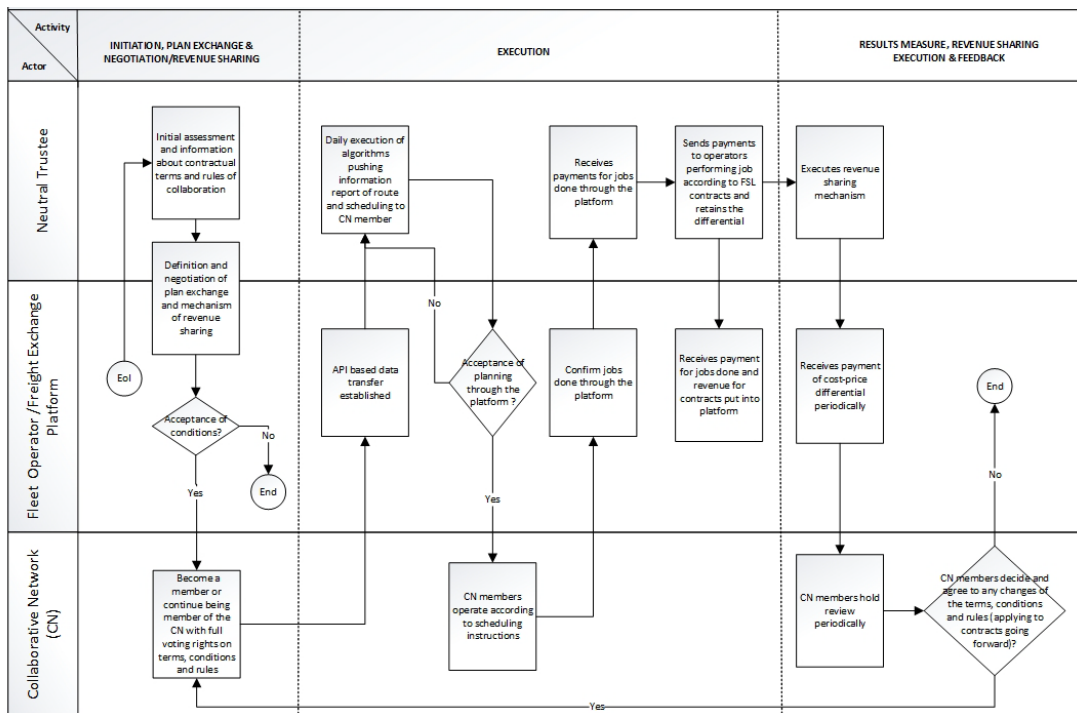 Activity
Actor
INITIATION, PLAN EXCHANGE &
NEGOTIATION/REVENUE SHARING
EXECUTION
RESULTS MEASURE, REVENUE SHARING
EXECUTION & FEEDBACK
Neutral Trustee
Initial assessment
and information
about contractual
terms and rules of
collaboration
Daily execution of
algorithms
pushing
information
report of route
and scheduling to
CN member
Receives
payments for jobs
done through the
platform
Sends payments
to operators
performing job
according to FSL
contracts and
retains the
differential
Executes revenue
sharing
mechanism
Fleet Operator /Freight Exchange
Platform
Definition and
negotiation of
plan exchange
and mechanism
of revenue
sharing
EoI
Acceptance of
conditions?
No
End
Yes
API based data
transfer
established
No
Acceptance of
planning
through the
platform ?
Yes
Confirm jobs
done through the
platform
Receives payment
for jobs done and
revenue for
contracts put into
platform
Receives payment
of cost-price
differential
periodically
End
No
Collaborative Network
(CN)
Become a
member or
continue being
member of the
CN with full
voting rights on
terms, conditions
and rules
CN members
operate according
to scheduling
instructions
CN members hold
review
periodically
CN members decide and
agree to any changes of
the terms, conditions
and rules (applying to
contracts going
forward)?
Yes